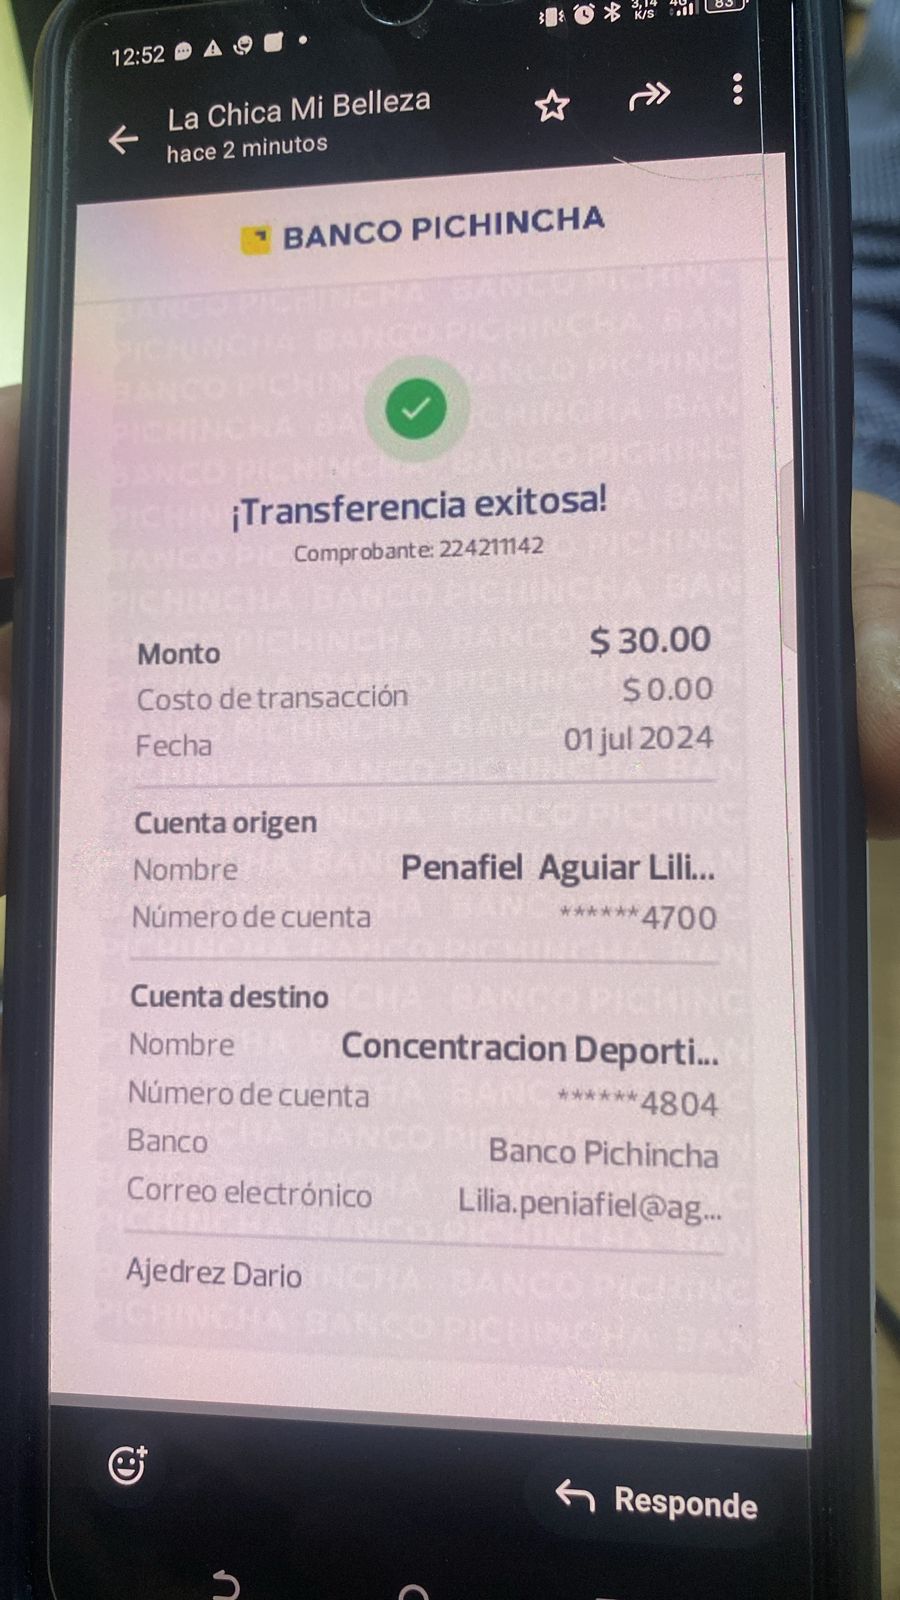 12:52
3,14 4G 83
K/S
La Chica Mi Belleza
hace 2 minutos
BANCO PICHINCHA
¡Transferencia exitosa!
Comprobante: 224211142
Monto $ 30.00
Costo de transacción $ 0.00
Fecha 01 jul 2024
Cuenta origen
Nombre Penafiel Aguiar Lili...
Número de cuenta ******4700
Cuenta destino
Nombre Concentracion Deporti...
Número de cuenta ******4804
Banco Banco Pichincha
Correo electrónico Lilia.peniafiel@ag...
Ajedrez Dario
Responde